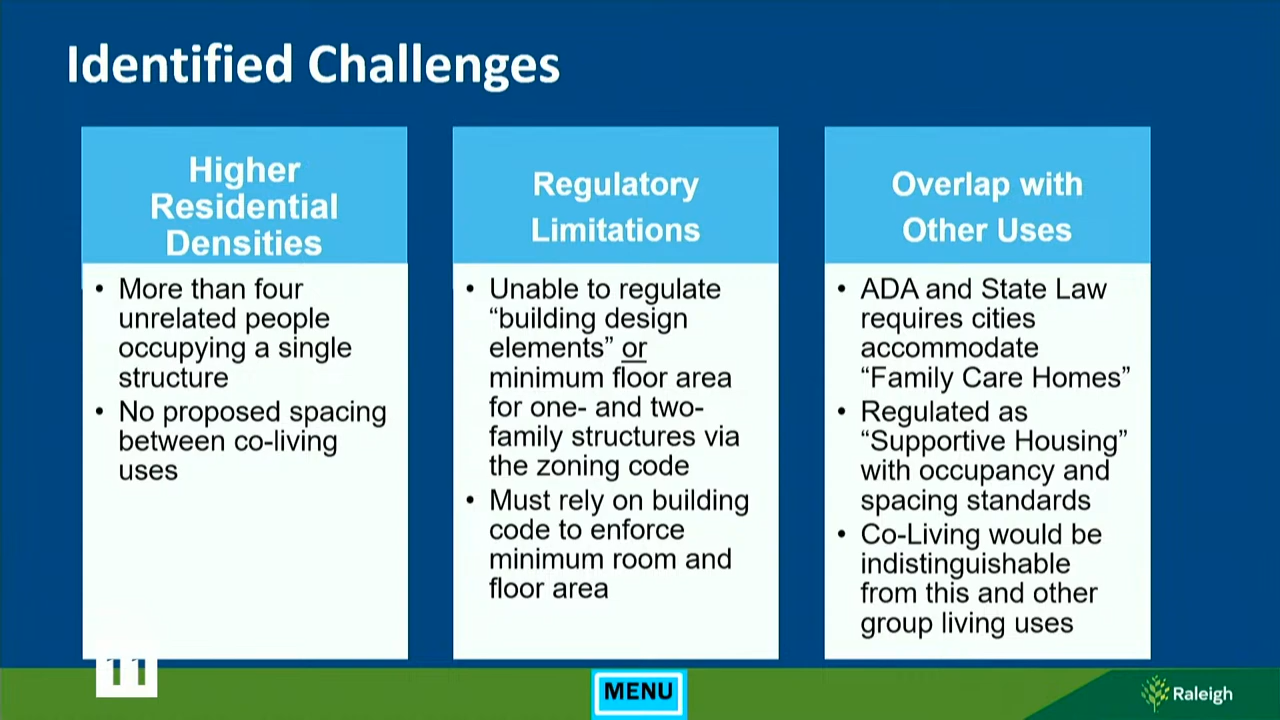 Identified Challenges
Higher
Residential
Densities
• More than four
unrelated people
occupying a single
structure
• No proposed spacing
between co-living
uses
Regulatory
Limitations
• Unable to regulate
“building design
elements” or
minimum floor area
for one- and two-
family structures via
the zoning code
• Must rely on building
code to enforce
minimum room and
floor area
Overlap with
Other Uses
• ADA and State Law
requires cities
accommodate
“Family Care Homes”
• Regulated as
“Supportive Housing”
with occupancy and
spacing standards
• Co-Living would be
indistinguishable
from this and other
group living uses
11
MENU
Raleigh